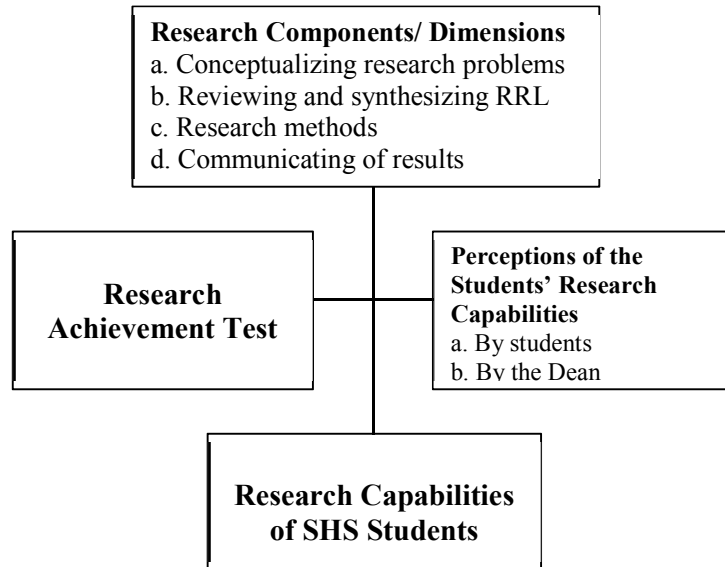 Research Components/ Dimensions
a. Conceptualizing research problems
b. Reviewing and synthesizing RRL
c. Research methods
d. Communicating of results
Research
Achievement Test
Perceptions of the
Students’ Research
Capabilities
a. By students
b. By the Dean
Research Capabilities
of SHS Students